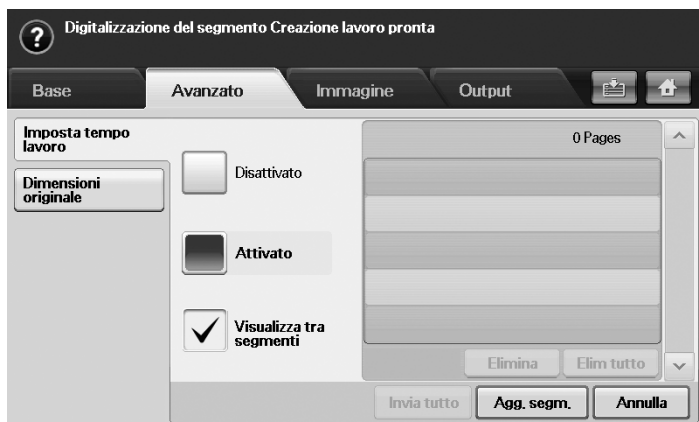 ? Digitalizzazione del segmento Creazione lavoro pronta
Base Avanzato Immagine Output
Imposta tempo
lavoro
0 Pages
Dimensioni
originale
Disattivato
Attivato
Visualizza tra
segmenti
Elimina Elim tutto
Invia tutto Agg. segm. Annulla